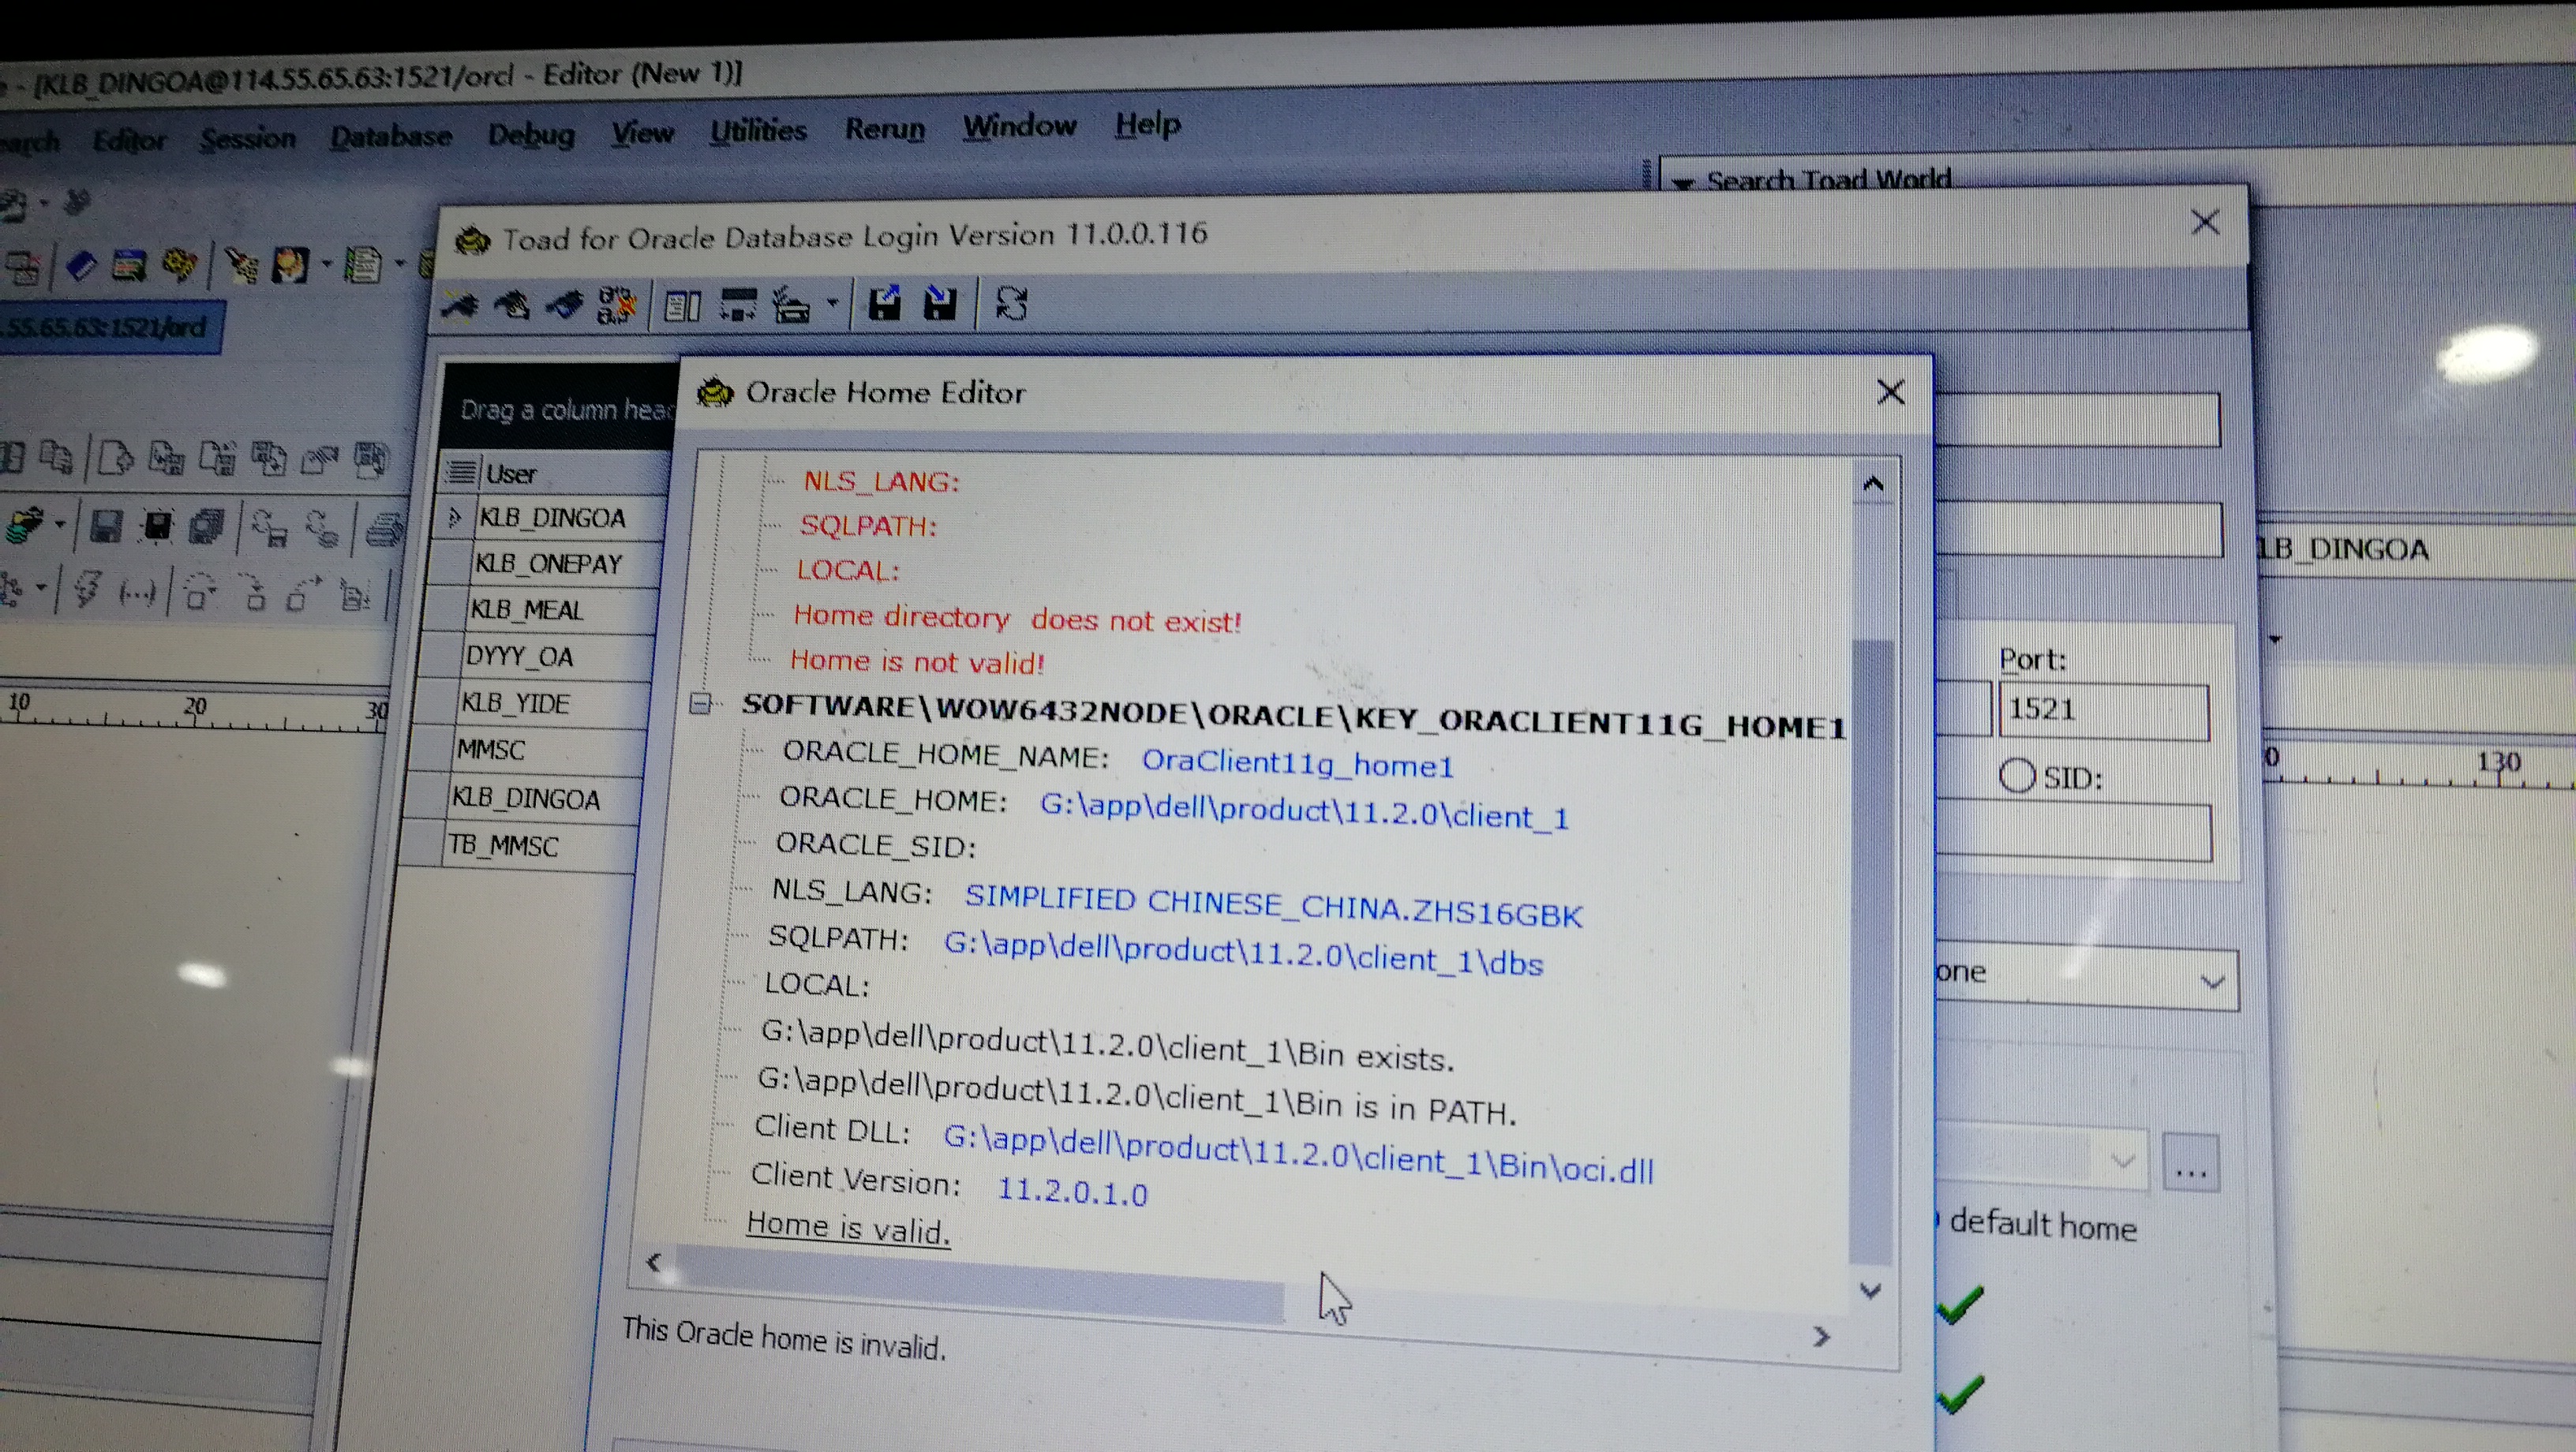 - [KLB_DINGOA@114.55.65.63:1521/orcl - Editor (New 1)]
Editor Session Database Debug View Utilities Rerun Window Help
Search Toad World
Toad for Oracle Database Login Version 11.0.0.116
.55.65.63:1521/orcl
Oracle Home Editor
Drag a column
User
KLB_DINGOA
KLB_ONEPAY
KLB_MEAL
DYYY_OA
KLB_YIDE
MMSC
KLB_DINGOA
TB_MMSC
NLS_LANG:
SQLPATH:
LOCAL:
Home directory does not exist!
Home is not valid!
SOFTWARE\WOW6432NODE\ORACLE\KEY_ORACLIENT11G_HOME1
ORACLE_HOME_NAME: OraClient11g_home1
ORACLE_HOME: G:\app\dell\product\11.2.0\client_1
ORACLE_SID:
NLS_LANG: SIMPLIFIED CHINESE_CHINA.ZHS16GBK
SQLPATH: G:\app\dell\product\11.2.0\client_1\dbs
LOCAL:
G:\app\dell\product\11.2.0\client_1\Bin exists.
G:\app\dell\product\11.2.0\client_1\Bin is in PATH.
Client DLL: G:\app\dell\product\11.2.0\client_1\Bin\oci.dll
Client Version: 11.2.0.1.0
Home is valid.
This Oracle home is invalid.
LB_DINGOA
Port:
1521
SID:
one
...
default home
10 20 30
0 130